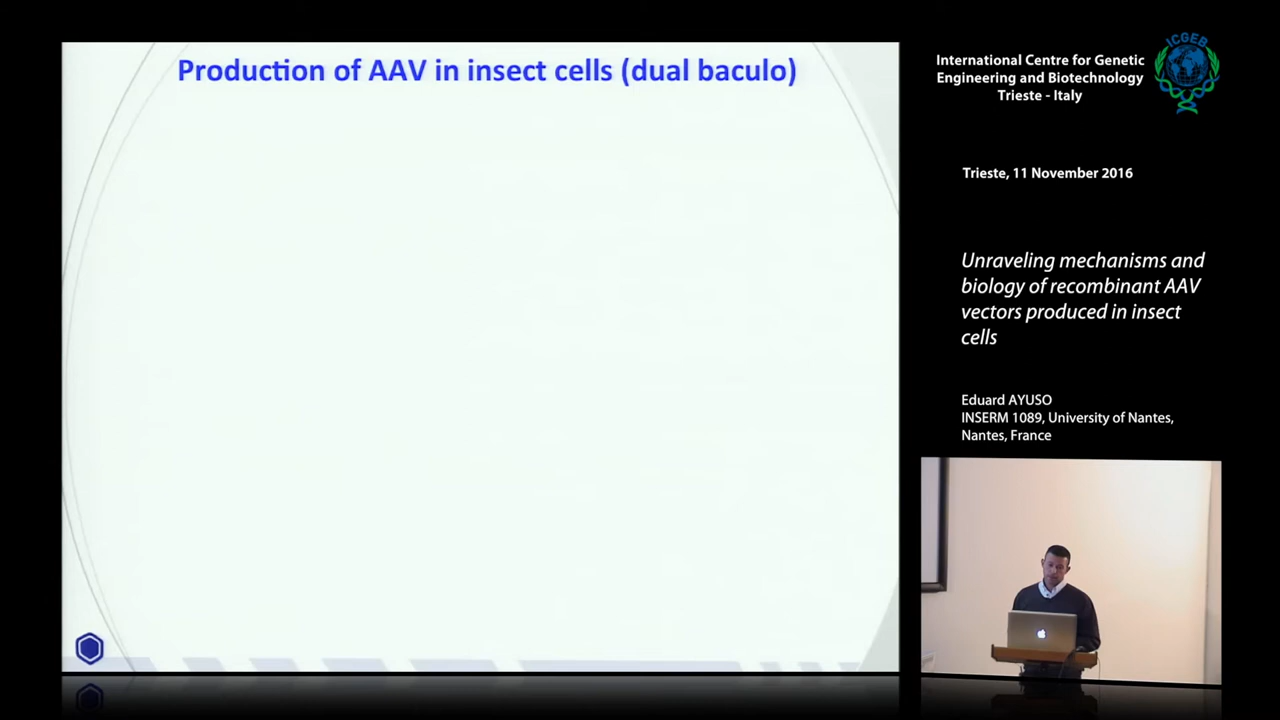 Production of AAV in insect cells (dual baculo)
ICGEB
International Centre for Genetic
Engineering and Biotechnology
Trieste - Italy
Trieste, 11 November 2016
Unraveling mechanisms and
biology of recombinant AAV
vectors produced in insect
cells
Eduard AYUSO
INSERM 1089, University of Nantes,
Nantes, France